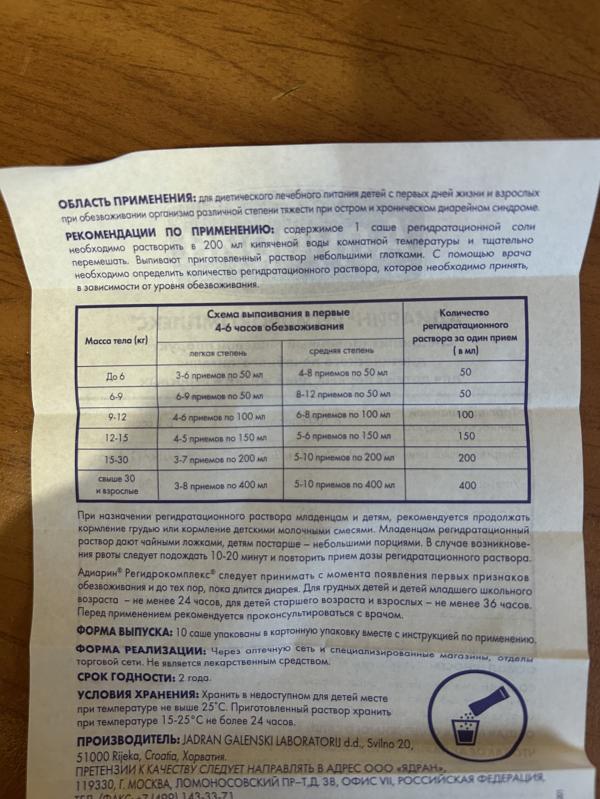 ОБЛАСТЬ ПРИМЕНЕНИЯ: для диетического лечебного питания детей с первых дней жизни и взрослых
при обезвоживании организма различной степени тяжести при остром и хроническом диарейном синдроме.
РЕКОМЕНДАЦИИ ПО ПРИМЕНЕНИЮ: содержимое 1 саше регидратационной соли
необходимо растворить в 200 мл кипяченой воды комнатной температуры и тщательно
перемешать. Выпивают приготовленный раствор небольшими глотками. С помощью врача
необходимо определить количество регидратационного раствора, которое необходимо принять,
в зависимости от уровня обезвоживания.
Масса тела (кг)
Схема выпаивания в первые
4-6 часов обезвоживания
Количество
регидратационного
раствора за один прием
( в мл)
легкая степень
средняя степень
До 6 3-6 приемов по 50 мл 4-8 приемов по 50 мл 50
6-9 6-9 приемов по 50 мл 8-12 приемов по 50 мл 50
9-12 4-6 приемов по 100 мл 6-8 приемов по 100 мл 100
12-15 4-5 приемов по 150 мл 5-6 приемов по 150 мл 150
15-30 3-7 приемов по 200 мл 5-10 приемов по 200 мл 200
свыше 30
и взрослые 3-8 приемов по 400 мл 5-10 приемов по 400 мл 400
При назначении регидратационного раствора младенцам и детям, рекомендуется продолжать
кормление грудью или кормление детскими молочными смесями. Младенцам регидратационный
раствор дают чайными ложками, детям постарше – небольшими порциями. В случае возникнове-
ния рвоты следует подождать 10-20 минут и повторить прием дозы регидратационного раствора.
Адиарин® Регидрокомплекс® следует принимать с момента появления первых признаков
обезвоживания и до тех пор, пока длится диарея. Для грудных детей и детей младшего школьного
возраста – не менее 24 часов, для детей старшего возраста и взрослых – не менее 36 часов.
Перед применением рекомендуется проконсультироваться с врачом.
ФОРМА ВЫПУСКА: 10 саше упакованы в картонную упаковку вместе с инструкцией по применению.
ФОРМА РЕАЛИЗАЦИИ: Через аптечную сеть и специализированные магазины, отделы
торговой сети. Не является лекарственным средством.
СРОК ГОДНОСТИ: 2 года.
УСЛОВИЯ ХРАНЕНИЯ: Хранить в недоступном для детей месте
при температуре не выше 25°С. Приготовленный раствор хранить
при температуре 15-25°С не более 24 часов.
ПРОИЗВОДИТЕЛЬ: JADRAN GALENSKI LABORATORIJ d.d., Svilno 20,
51000 Rijeka, Croatia, Хорватия.
ПРЕТЕНЗИИ К КАЧЕСТВУ СЛЕДУЕТ НАПРАВЛЯТЬ В АДРЕС ООО «ЯДРАН»,
119330, Г. МОСКВА, ЛОМОНОСОВСКИЙ ПР-Т,Д. 38, ОФИС VII, РОССИЙСКАЯ ФЕДЕРАЦИЯ,
ТЕЛ./ФАКС: +7 (499) 143-33-71